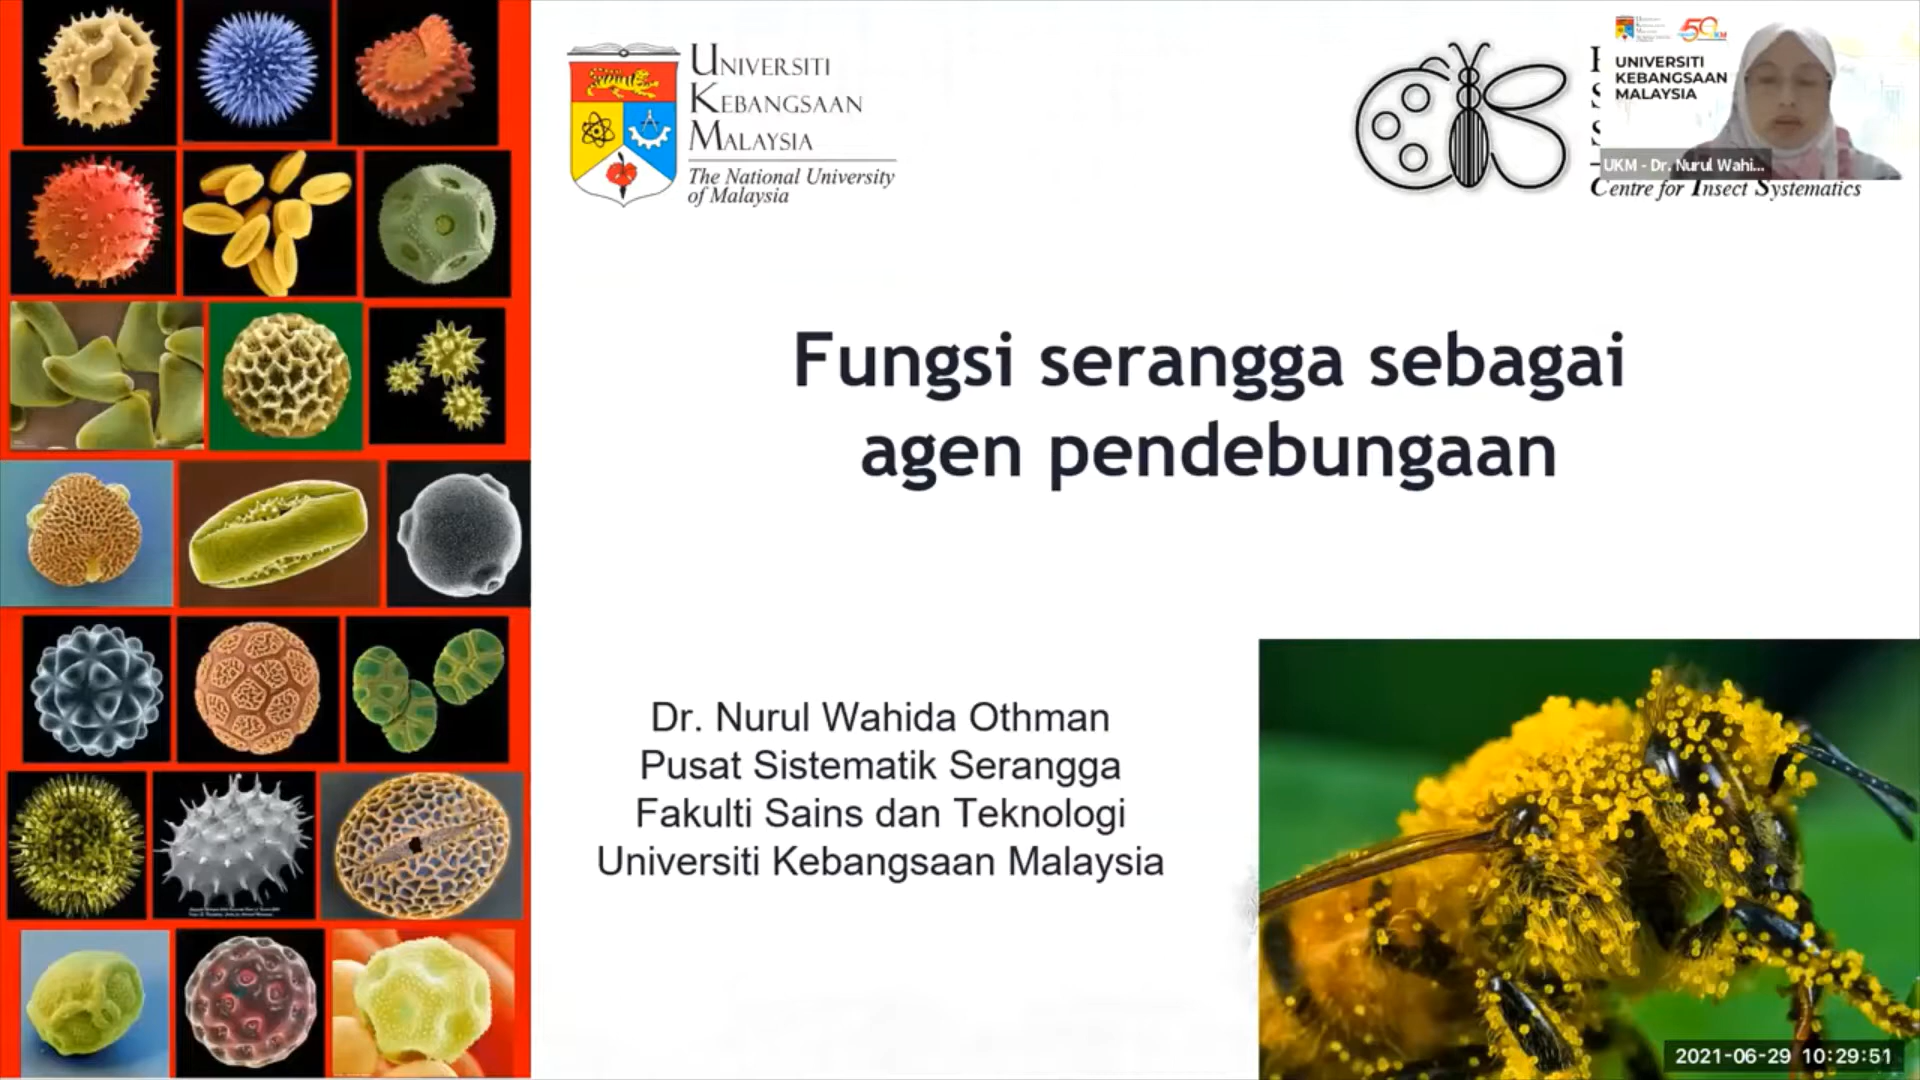 UNIVERSITI
KEBANGSAAN
MALAYSIA
The National University
of Malaysia
UNIVERSITI
KEBANGSAAN
MALAYSIA
UKM - Dr. Nurul Wahi...
Centre for Insect Systematics
Fungsi serangga sebagai
agen pendebungaan
Dr. Nurul Wahida Othman
Pusat Sistematik Serangga
Fakulti Sains dan Teknologi
Universiti Kebangsaan Malaysia
2021-06-29 10:29:51